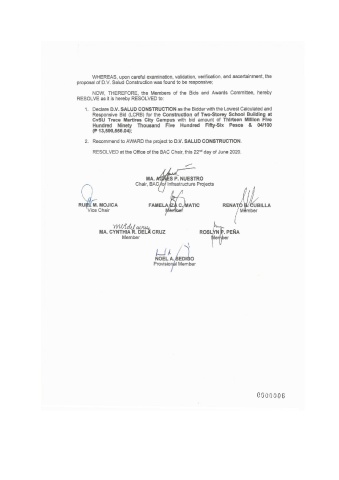 WHEREAS, upon careful examination, validation, verification, and ascertainment, the
proposal of D.V. Salud Construction was found to be responsive;
NOW, THEREFORE, the Members of the Bids and Awards Committee, hereby
RESOLVE as it is hereby RESOLVED to:
1. Declare D.V. SALUD CONSTRUCTION as the Bidder with the Lowest Calculated and
Responsive Bid (LCRB) for the Construction of Two-Storey School Building at
CvSU Trece Martires City Campus with bid amount of Thirteen Million Five
Hundred Ninety Thousand Five Hundred Fifty-Six Pesos & 04/100
(P 13,590,556.04);
2. Recommend to AWARD the project to D.V. SALUD CONSTRUCTION.
RESOLVED at the Office of the BAC Chair, this 22nd day of June 2020.
MA. AGNES P. NUESTRO
Chair, BAC for Infrastructure Projects
RUEL M. MOJICA
Vice Chair
FAMELA IZA C. MATIC
Member
RENATO B. CUBILLA
Member
MA. CYNTHIA R. DELA CRUZ
Member
ROSLYN P. PEÑA
Member
NOEL A. SEDIGO
Provisional Member
0000006